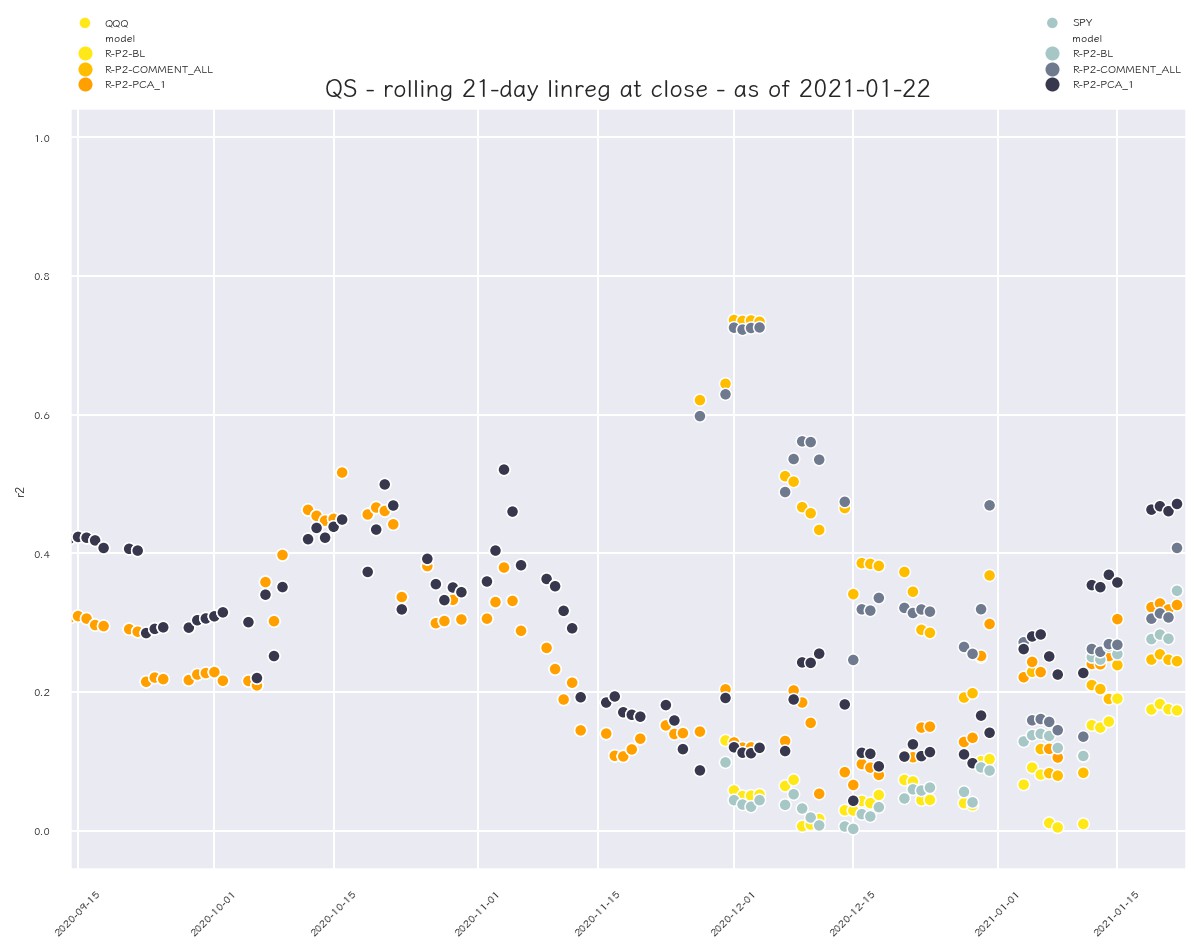 QQQ
model
R-P2-BL
R-P2-COMMENT_ALL
R-P2-PCA_1
SPY
model
R-P2-BL
R-P2-COMMENT_ALL
R-P2-PCA_1
QS - rolling 21-day linreg at close - as of 2021-01-22
1.0
0.8
0.6
0.4
0.2
0.0
r2
2020-09-15
2020-10-01
2020-10-15
2020-11-01
2020-11-15
2020-12-01
2020-12-15
2021-01-01
2021-01-15